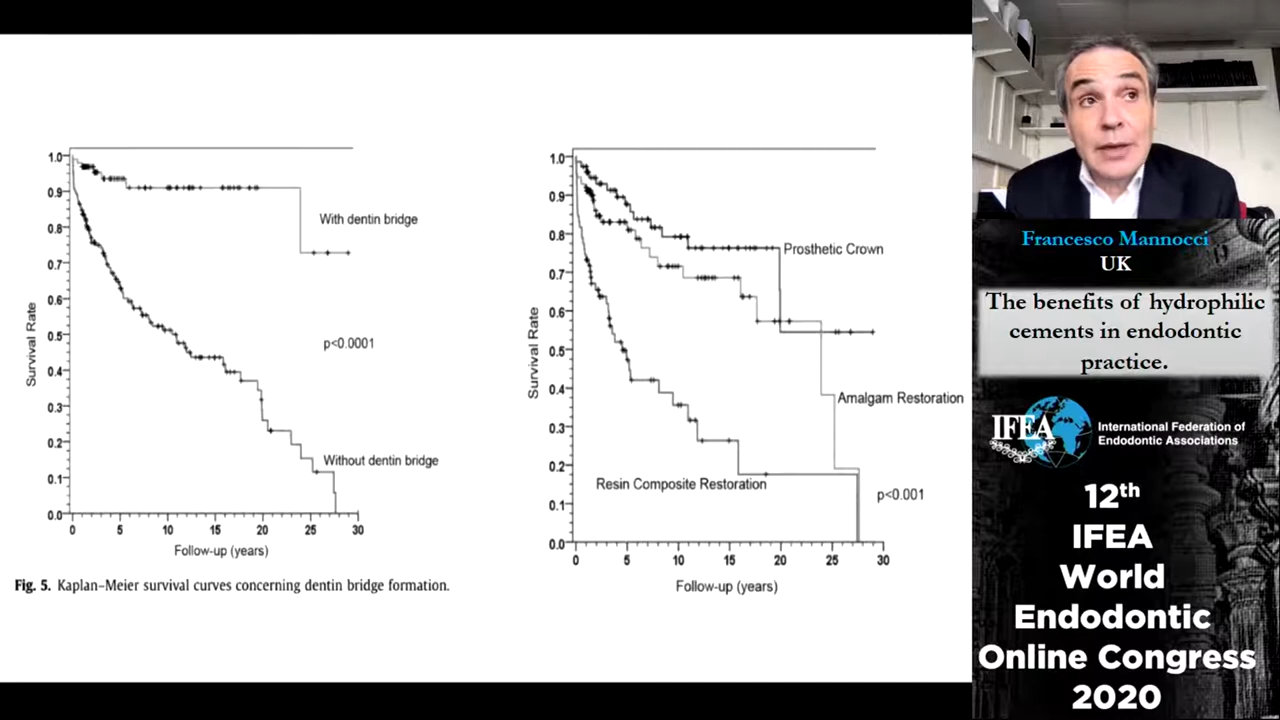 1.0
0.9
0.8
0.7
0.6
0.5
0.4
0.3
0.2
0.1
0.0
Survival Rate
With dentin bridge
p<0.0001
Without dentin bridge
0 5 10 15 20 25 30
Follow-up (years)
Fig. 5. Kaplan–Meier survival curves concerning dentin bridge formation.
1.0
0.9
0.8
0.7
0.6
0.5
0.4
0.3
0.2
0.1
0.0
Survival Rate
Prosthetic Crown
Amalgam Restoration
Resin Composite Restoration
p<0.001
0 5 10 15 20 25 30
Follow-up (years)
Francesco Mannocci
UK
The benefits of hydrophilic
cements in endodontic
practice.
IFEA
International Federation of
Endodontic Associations
12th
IFEA
World
Endodontic
Online Congress
2020